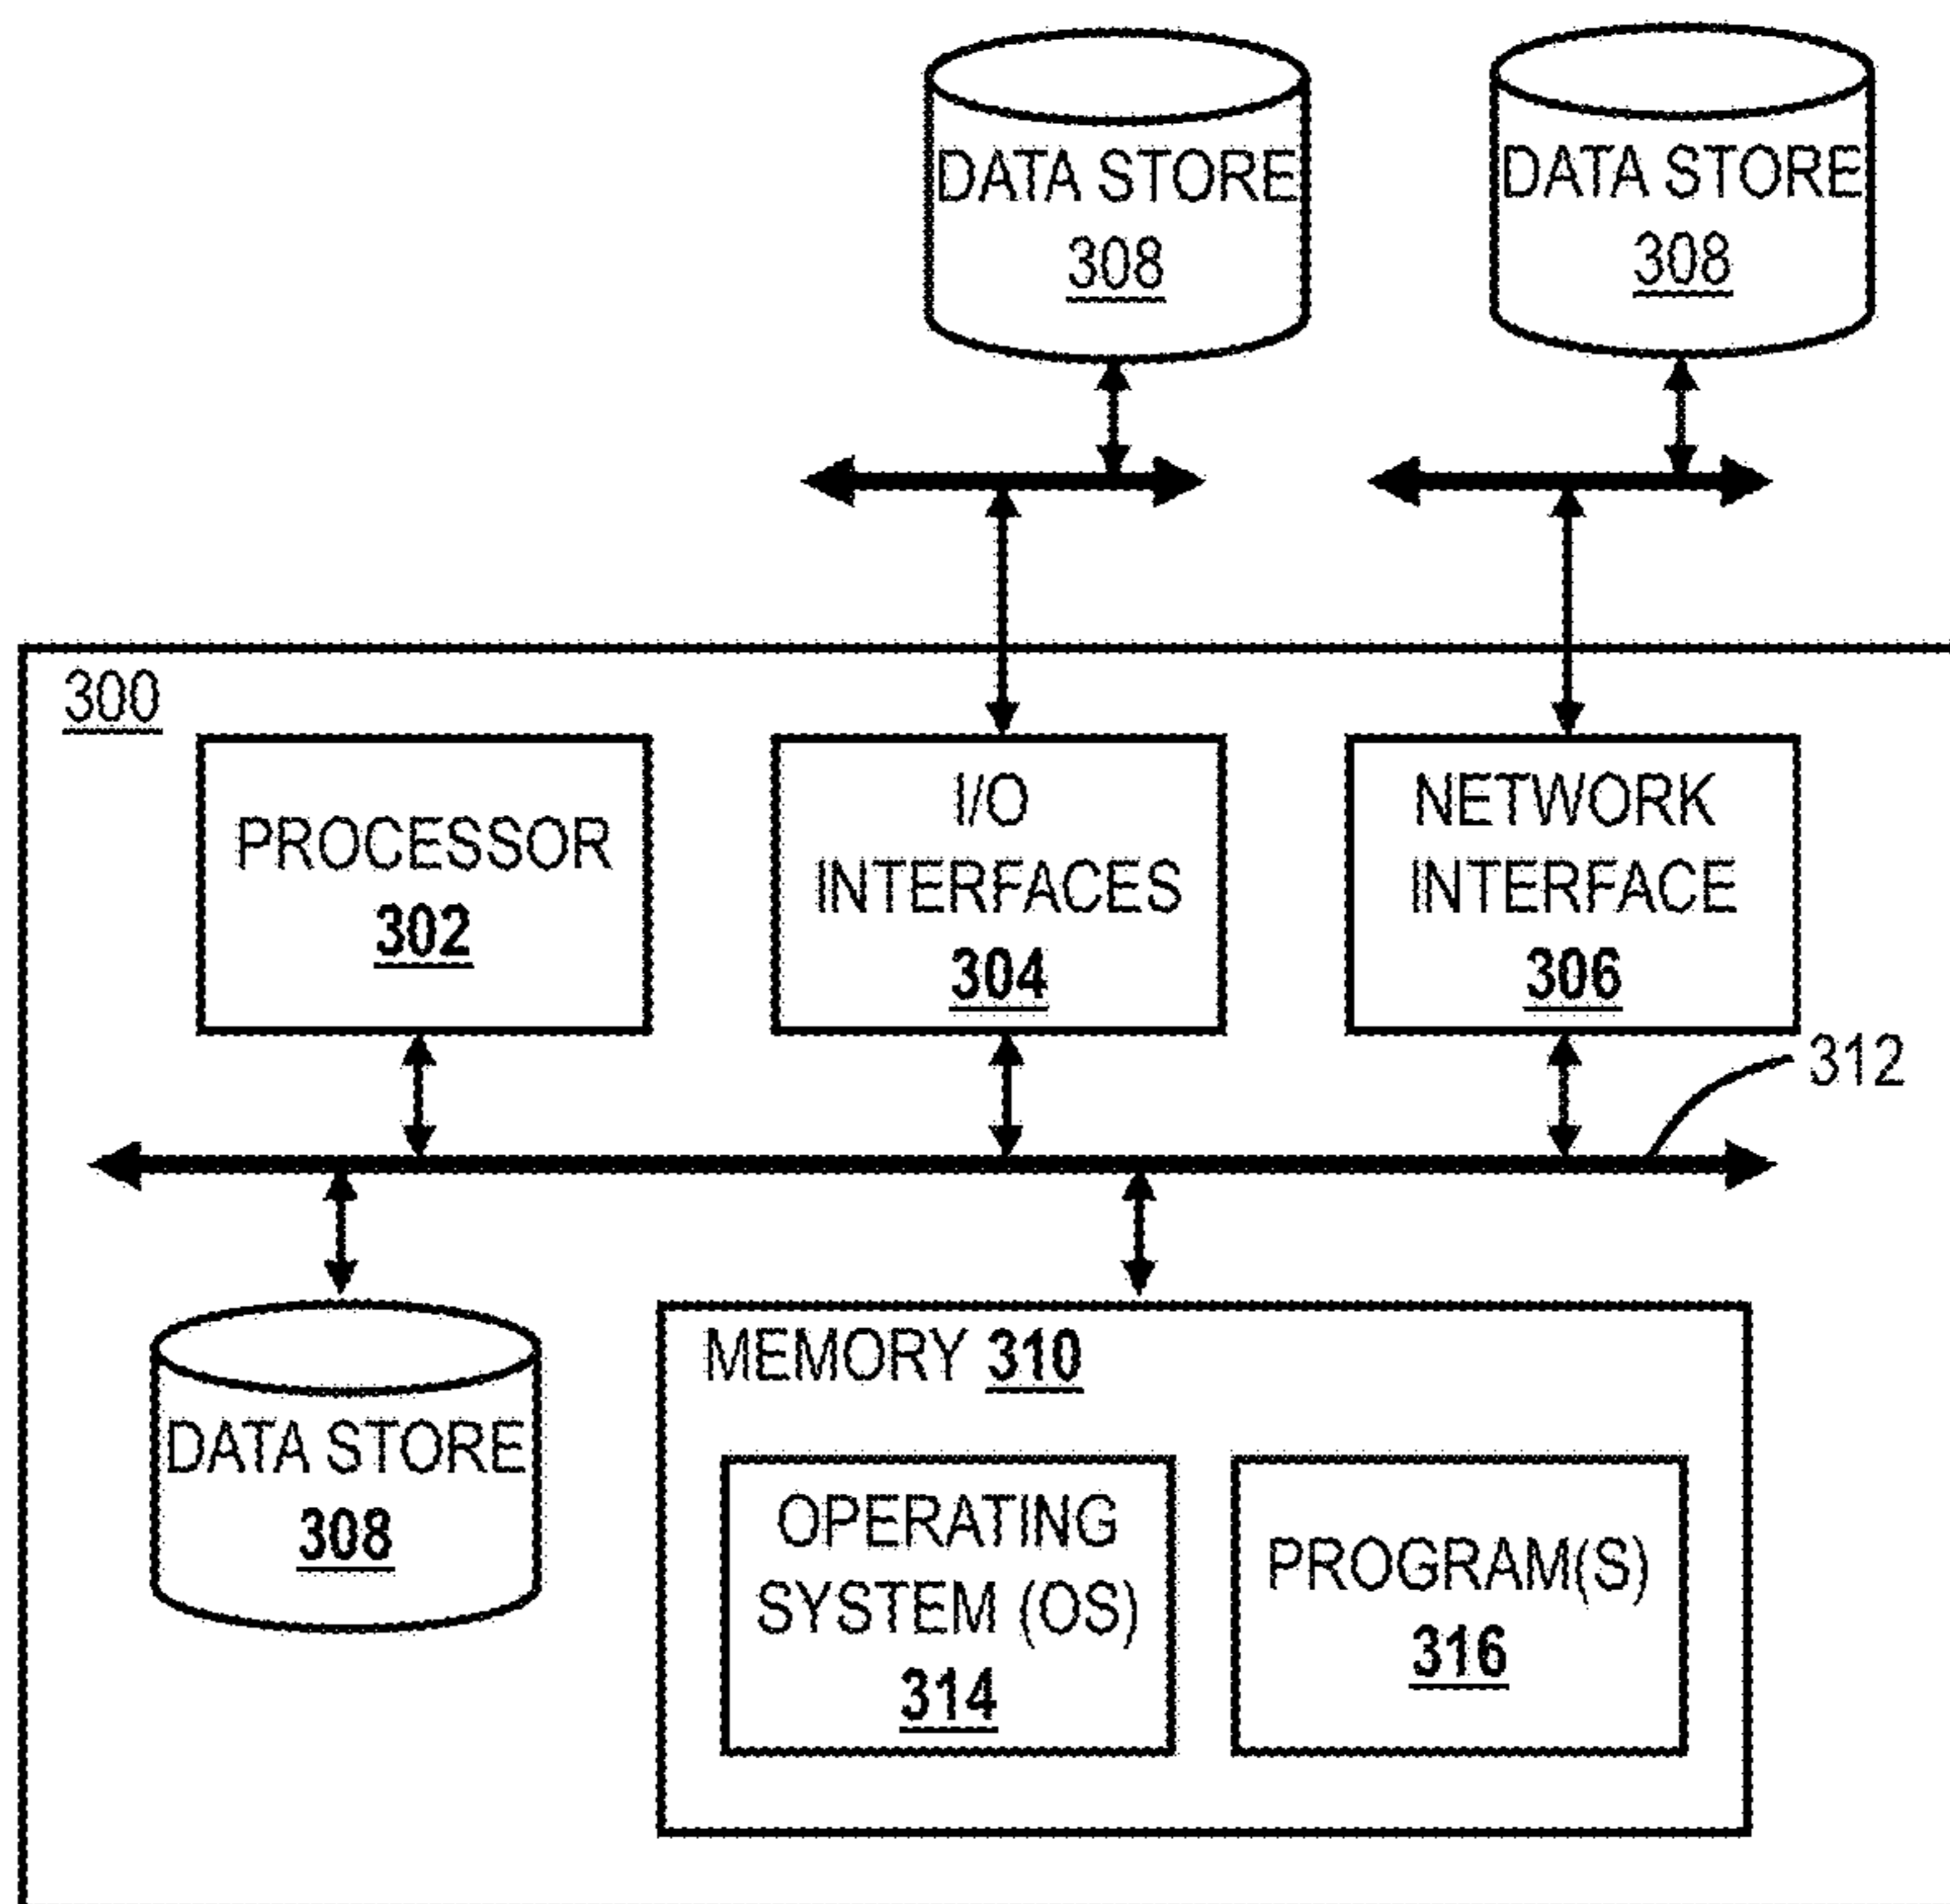 DATA STORE
308
DATA STORE
308
300
PROCESSOR
302
I/O
INTERFACES
304
NETWORK
INTERFACE
306
312
DATA STORE
308
MEMORY 310
OPERATING
SYSTEM (OS)
314
PROGRAM(S)
316